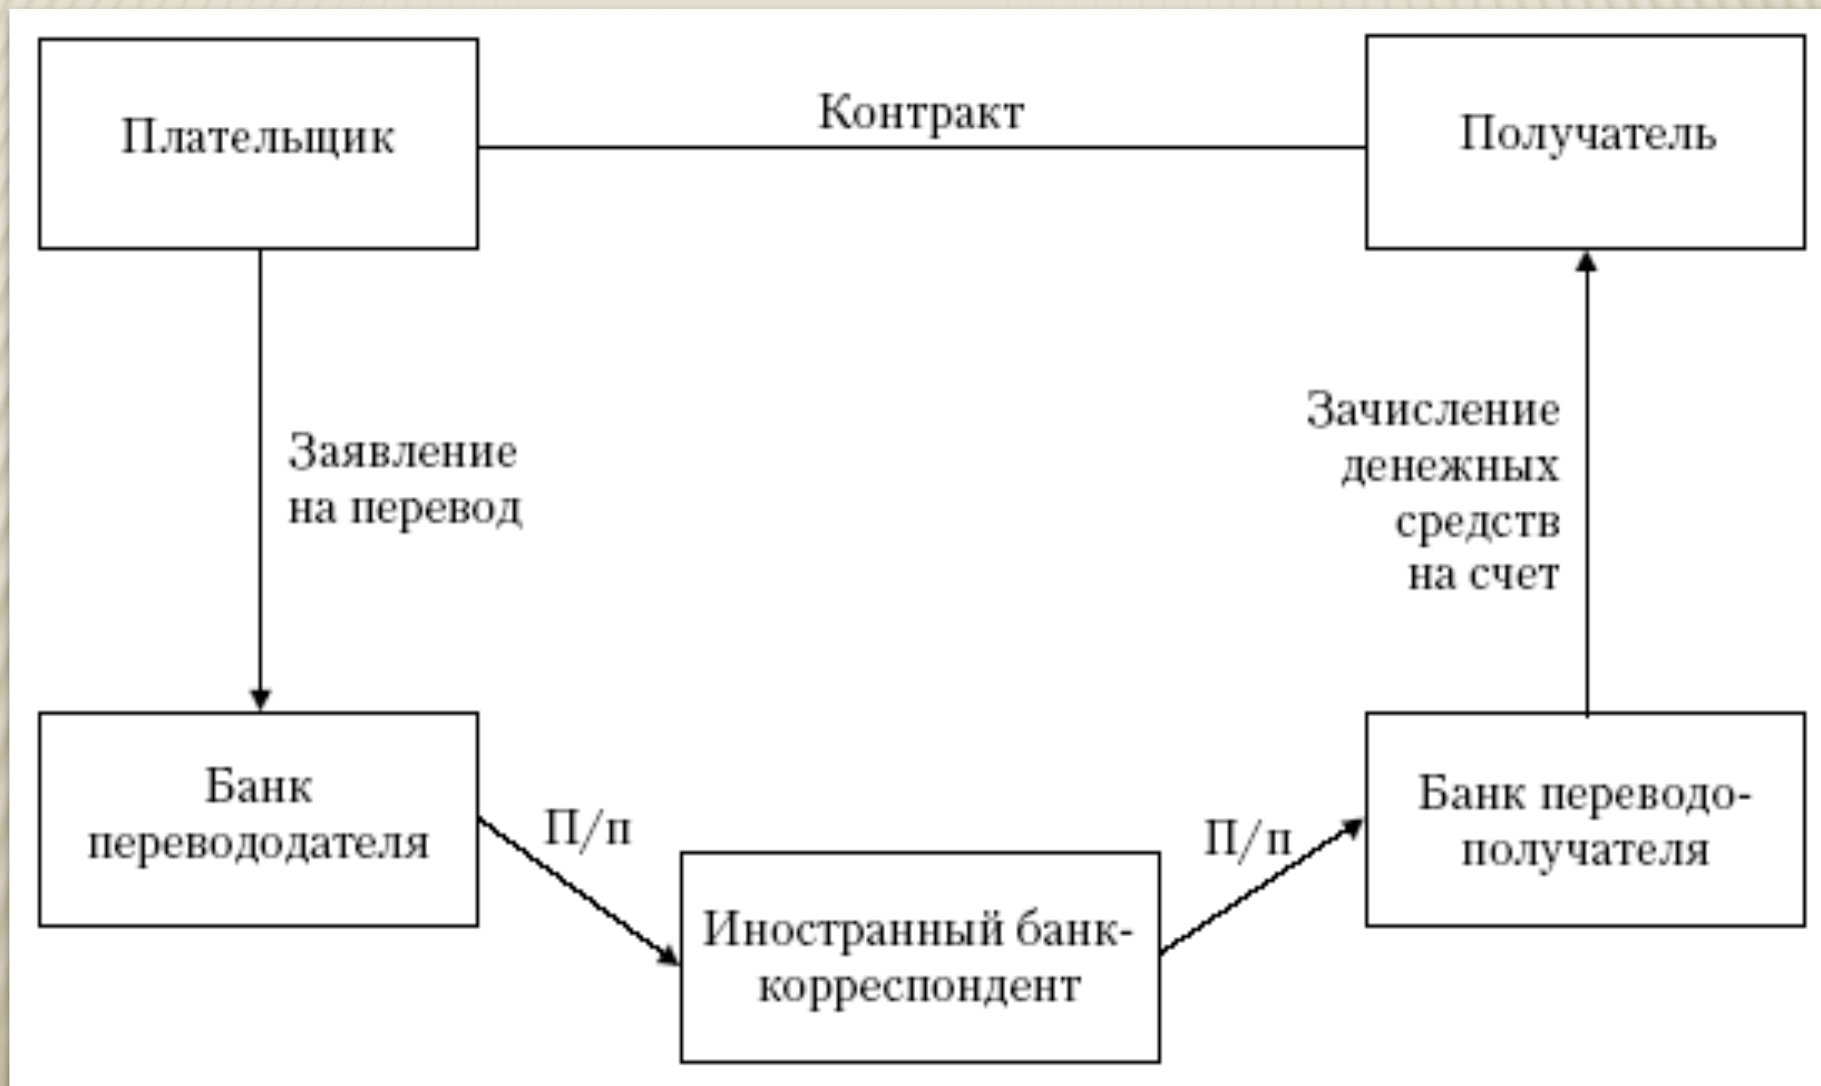 Плательщик
Контракт
Получатель
Заявление
на перевод
Зачисление
денежных
средств
на счет
Банк
перевододателя
П/п
Иностранный банк-
корреспондент
П/п
Банк переводо-
получателя